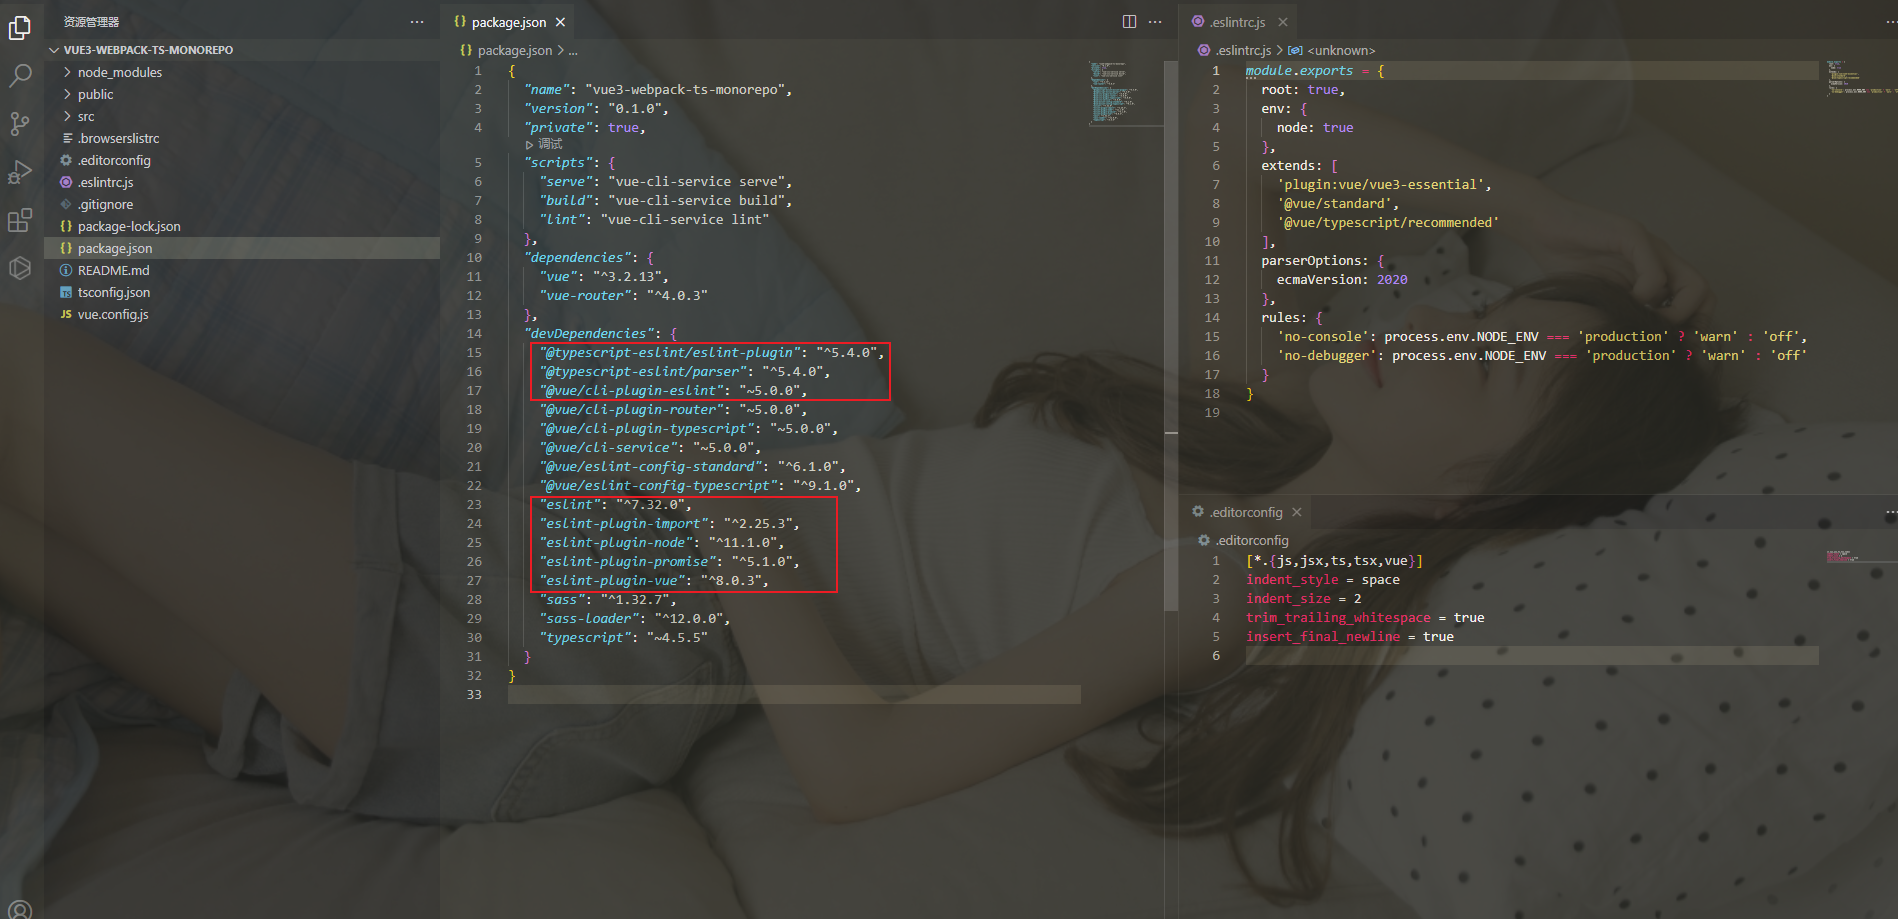 资源管理器
VUE3-WEBPACK-TS-MONOREPO
node_modules
public
src
.browserslistrc
.editorconfig
.eslintrc.js
.gitignore
package-lock.json
package.json
README.md
tsconfig.json
vue.config.js
package.json
package.json > ...
1 {
2 "name": "vue3-webpack-ts-monorepo",
3 "version": "0.1.0",
4 "private": true,
调试
5 "scripts": {
6 "serve": "vue-cli-service serve",
7 "build": "vue-cli-service build",
8 "lint": "vue-cli-service lint"
9 },
10 "dependencies": {
11 "vue": "^3.2.13",
12 "vue-router": "^4.0.3"
13 },
14 "devDependencies": {
15 "@typescript-eslint/eslint-plugin": "^5.4.0",
16 "@typescript-eslint/parser": "^5.4.0",
17 "@vue/cli-plugin-eslint": "~5.0.0",
18 "@vue/cli-plugin-router": "~5.0.0",
19 "@vue/cli-plugin-typescript": "~5.0.0",
20 "@vue/cli-service": "~5.0.0",
21 "@vue/eslint-config-standard": "^6.1.0",
22 "@vue/eslint-config-typescript": "^9.1.0",
23 "eslint": "^7.32.0",
24 "eslint-plugin-import": "^2.25.3",
25 "eslint-plugin-node": "^11.1.0",
26 "eslint-plugin-promise": "^5.1.0",
27 "eslint-plugin-vue": "^8.0.3",
28 "sass": "^1.32.7",
29 "sass-loader": "^12.0.0",
30 "typescript": "~4.5.5"
31 }
32 }
33
.eslintrc.js
.eslintrc.js > <unknown>
1 module.exports = {
2 root: true,
3 env: {
4 node: true
5 },
6 extends: [
7 'plugin:vue/vue3-essential',
8 '@vue/standard',
9 '@vue/typescript/recommended'
10 ],
11 parserOptions: {
12 ecmaVersion: 2020
13 },
14 rules: {
15 'no-console': process.env.NODE_ENV === 'production' ? 'warn' : 'off',
16 'no-debugger': process.env.NODE_ENV === 'production' ? 'warn' : 'off'
17 }
18 }
19
.editorconfig
.editorconfig
1 [*.{js,jsx,ts,tsx,vue}]
2 indent_style = space
3 indent_size = 2
4 trim_trailing_whitespace = true
5 insert_final_newline = true
6